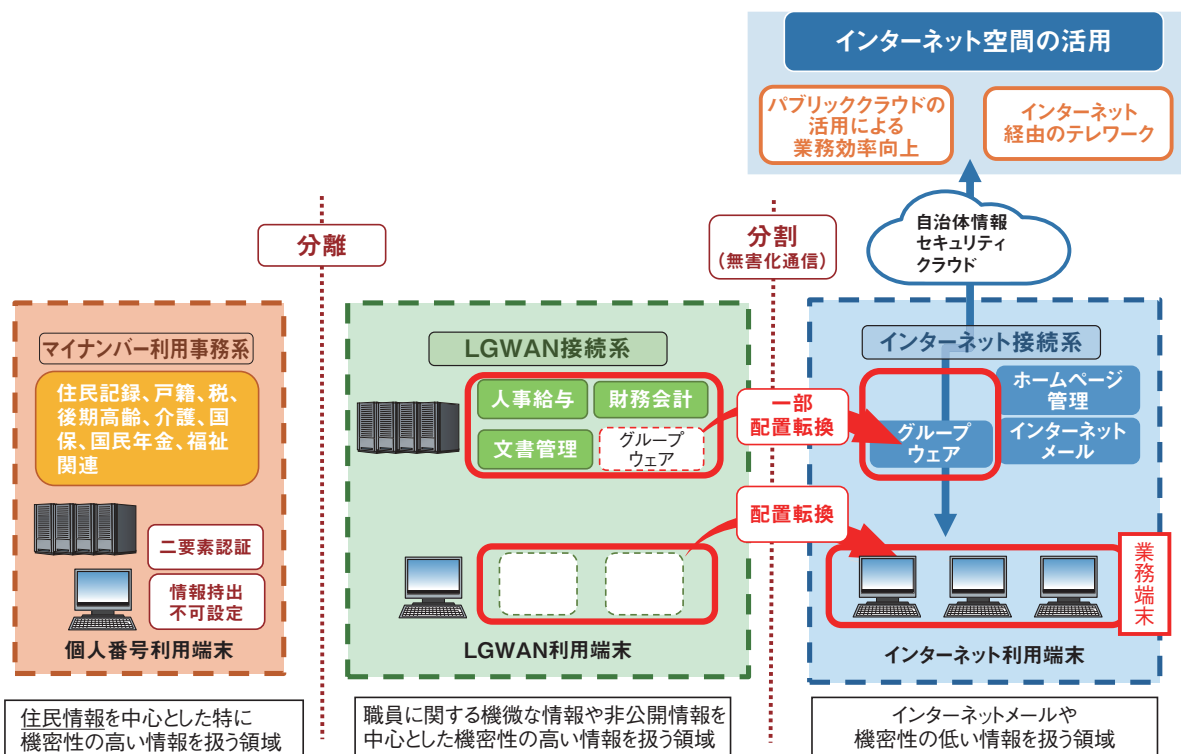 インターネット空間の活用
パブリッククラウドの
活用による
業務効率向上
インターネット
経由のテレワーク
自治体情報
セキュリティ
クラウド
分離
分割
(無害化通信)
マイナンバー利用事務系
住民記録、戸籍、税、
後期高齢、介護、国
保、国民年金、福祉
関連
二要素認証
情報持出
不可設定
個人番号利用端末
住民情報を中心とした特に
機密性の高い情報を扱う領域
LGWAN接続系
人事給与
財務会計
文書管理
グループ
ウェア
一部
配置転換
配置転換
LGWAN利用端末
職員に関する機微な情報や非公開情報を
中心とした機密性の高い情報を扱う領域
インターネット接続系
ホームページ
管理
グループ
ウェア
インターネット
メール
業務端末
インターネット利用端末
インターネットメールや
機密性の低い情報を扱う領域